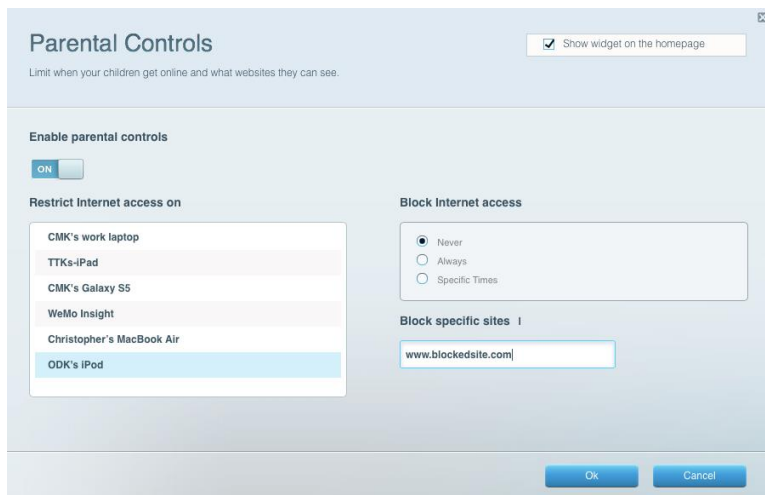 Parental Controls
Show widget on the homepage
Limit when your children get online and what websites they can see.
Enable parental controls
ON
Restrict Internet access on
CMK's work laptop
TTKs-iPad
CMK's Galaxy S5
WeMo Insight
Christopher's MacBook Air
ODK's iPod
Block Internet access
Never
Always
Specific Times
Block specific sites I
www.blockedsite.com
Ok
Cancel